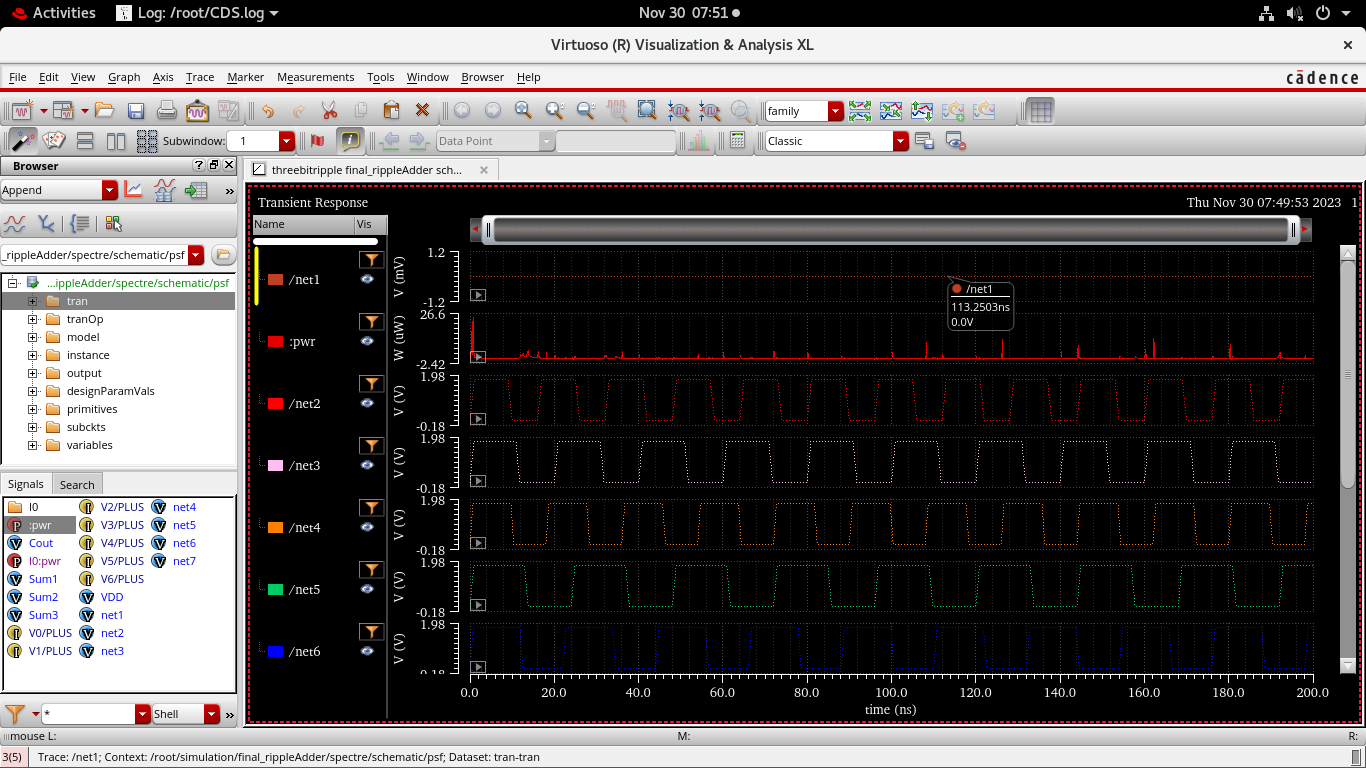 Activities
Log: /root/CDS.log
Nov 30 07:51
Virtuoso (R) Visualization & Analysis XL
File Edit View Graph Axis Trace Marker Measurements Tools Window Browser Help
cādence
family
Subwindow: 1
Data Point
Classic
Browser
threebitripple final_rippleAdder sch...
Append
»
_rippleAdder/spectre/schematic/psf
...ippleAdder/spectre/schematic/psf
tran
tranOp
model
instance
output
designParamVals
primitives
subckts
variables
Signals Search
I0 V2/PLUS net4
:pwr V3/PLUS net5
Cout V4/PLUS net6
I0:pwr V5/PLUS net7
Sum1 V6/PLUS
Sum2 VDD
Sum3 net1
V0/PLUS net2
V1/PLUS net3
* Shell »
Transient Response
Thu Nov 30 07:49:53 2023 1
Name Vis
/net1
V (mV)
1.2
-1.2
/net1
113.2503ns
0.0V
:pwr
W (uW)
26.6
-2.42
/net2
V (V)
1.98
-0.18
/net3
V (V)
1.98
-0.18
/net4
V (V)
1.98
-0.18
/net5
V (V)
1.98
-0.18
/net6
V (V)
1.98
0.0 20.0 40.0 60.0 80.0 100.0 120.0 140.0 160.0 180.0 200.0
time (ns)
mouse L: M: R:
3(5) Trace: /net1; Context: /root/simulation/final_rippleAdder/spectre/schematic/psf; Dataset: tran-tran